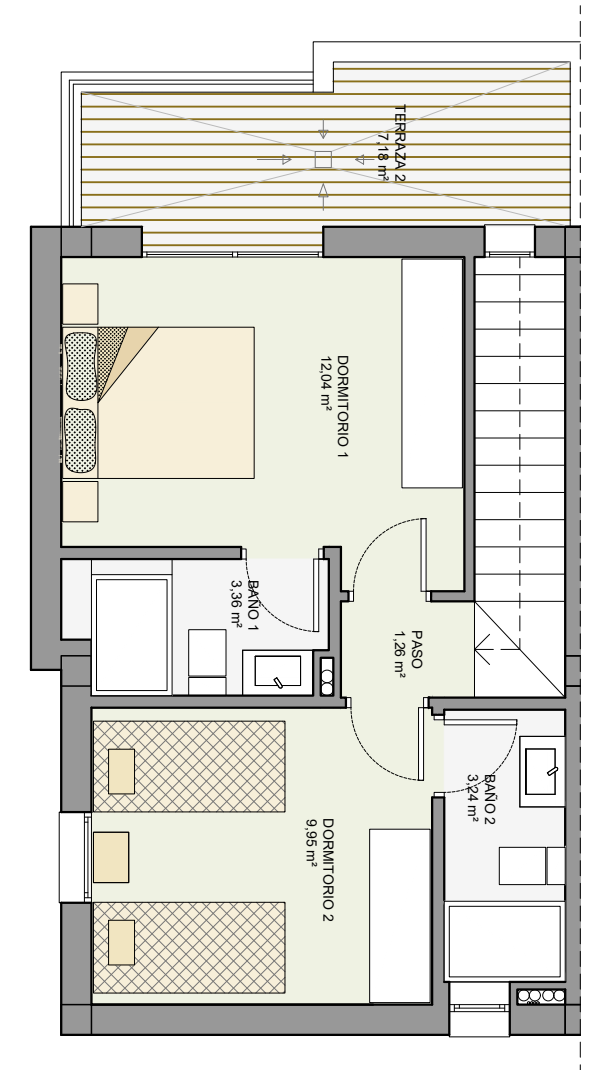 TERRAZA 2
7,18 m²
DORMITORIO 1
12,04 m²
BAÑO 1
3,36 m²
PASO
1,26 m²
BAÑO 2
3,24 m²
DORMITORIO 2
9,95 m²